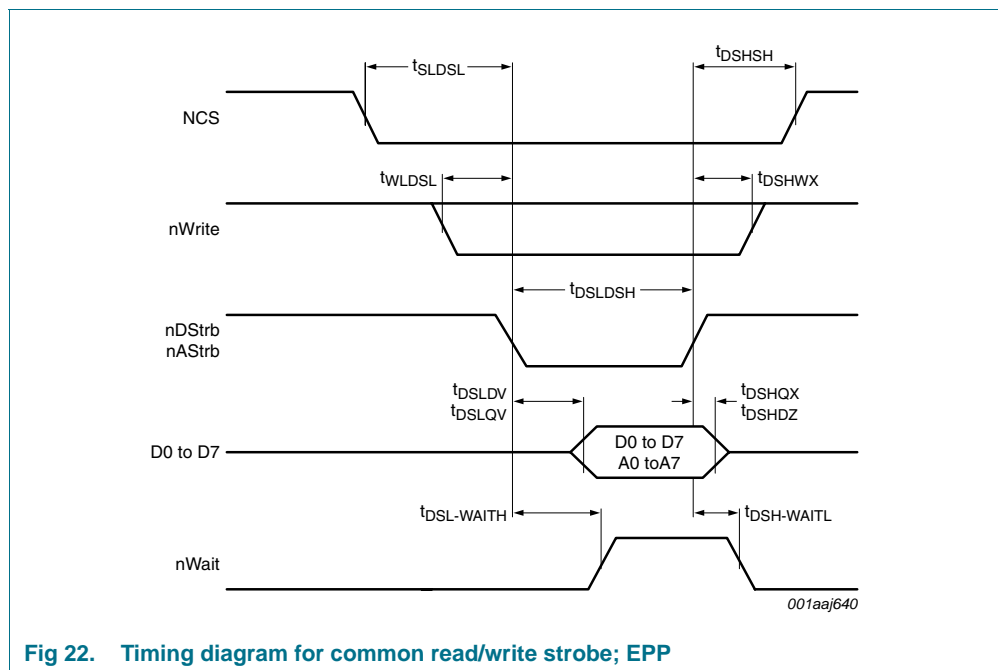 tSLDSL
tDSHSH
NCS
tWLDSL
tDSHWX
nWrite
tDSLDSH
nDStrb
nAStrb
tDSLDV
tDSLQV
tDSHQX
tDSHDZ
D0 to D7
D0 to D7
A0 toA7
tDSL-WAITH
tDSH-WAITL
nWait
001aaj640
Fig 22. Timing diagram for common read/write strobe; EPP